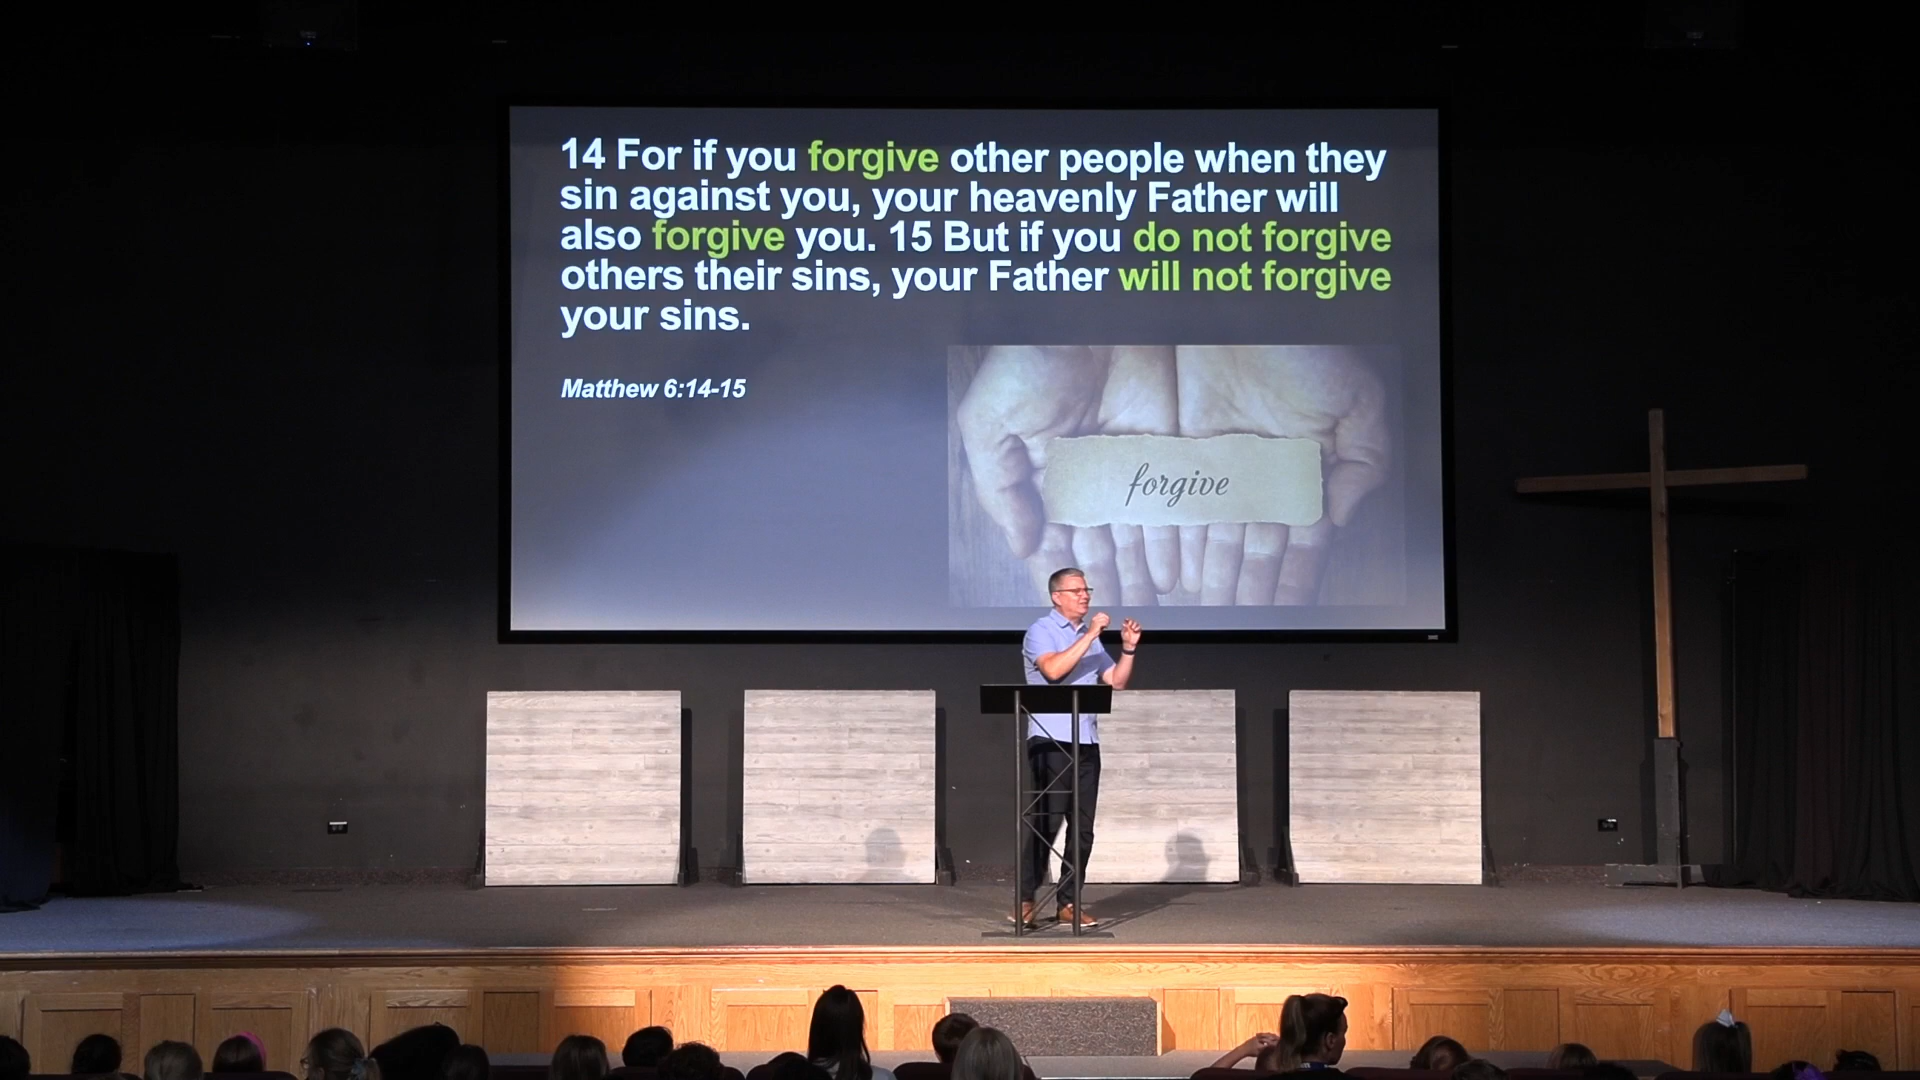 14 For if you forgive other people when they
sin against you, your heavenly Father will
also forgive you. 15 But if you do not forgive
others their sins, your Father will not forgive
your sins.
Matthew 6:14-15
forgive